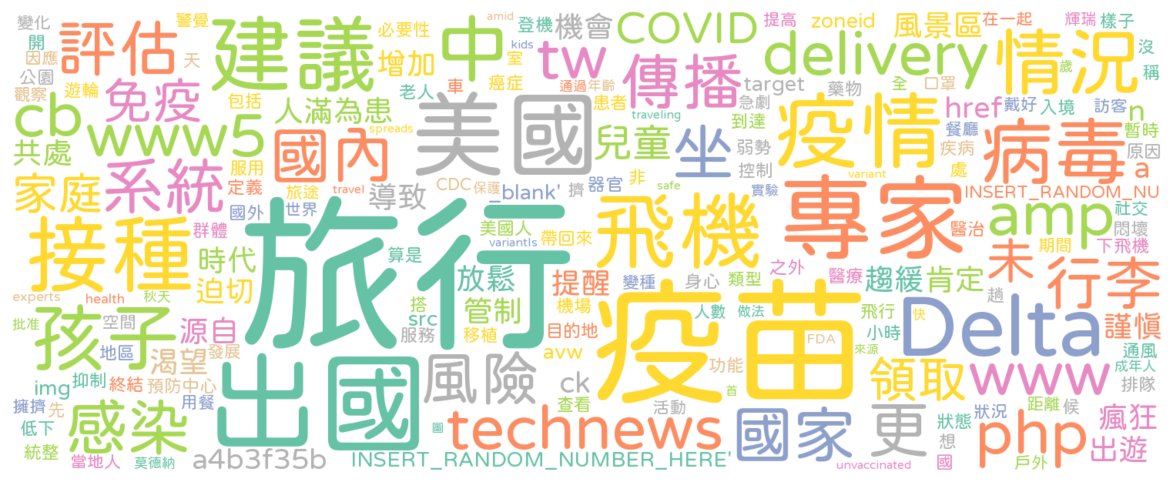 變化
警覺
amid
必要性
登機
機會
COVID
提高
zoneid
風景區
在一起
輝瑞
樣子
開
因應
天
評估
建議
中
kids
室
增加
tw
delivery
情況
沒
稱
公園
觀察
遊輪
免疫
包括
老人
車
癌症
通過
年齡
傳播
target
藥物
全
口罩
歲
cb
www5
人滿為患
美國
急劇
患者
traveling
到達
疫情
href
戴好
入境
訪客
n
暫時
共處
spreads
國內
兒童
坐
弱勢
餐廳
疾病
病毒
原因
系統
服用
導致
CDC
保護
_blank'
擠
器官
非
safe
控制
實驗
variant
處
專家
a
INSERT_RANDOM_NU
家庭
定義
旅途
travel
國外
世界
美國人
帶回來
飛機
amp
社交
悶壞
接種
群體
時代
迫切
旅行
算是
variantls
放鬆
提醒
變種
身心
之外
類型
醫療
趨緩
肯定
醫治
期間
下飛機
未
行李
experts
health
秋天
搭
src
管制
機場
疫苗
人數
做法
飛行
小時
趟
謹慎
批准
孩子
空間
源自
服務
移植
目的地
FDA
快
來源
Delta
通風
成年人
地區
渴望
發展
出國
風險
avw
功能
領取
www
排隊
img
抑制
終結
預防中心
ck
查看
活動
首
擁擠
先
用餐
感染
technews
國家
更
狀態
狀況
距離
候
瘋狂
低下
統整
當地人
莫德納
a4b3f35b
圖
INSERT_RANDOM_NUMBER_HERE'
unvaccinated
想
國
php
戶外
出遊